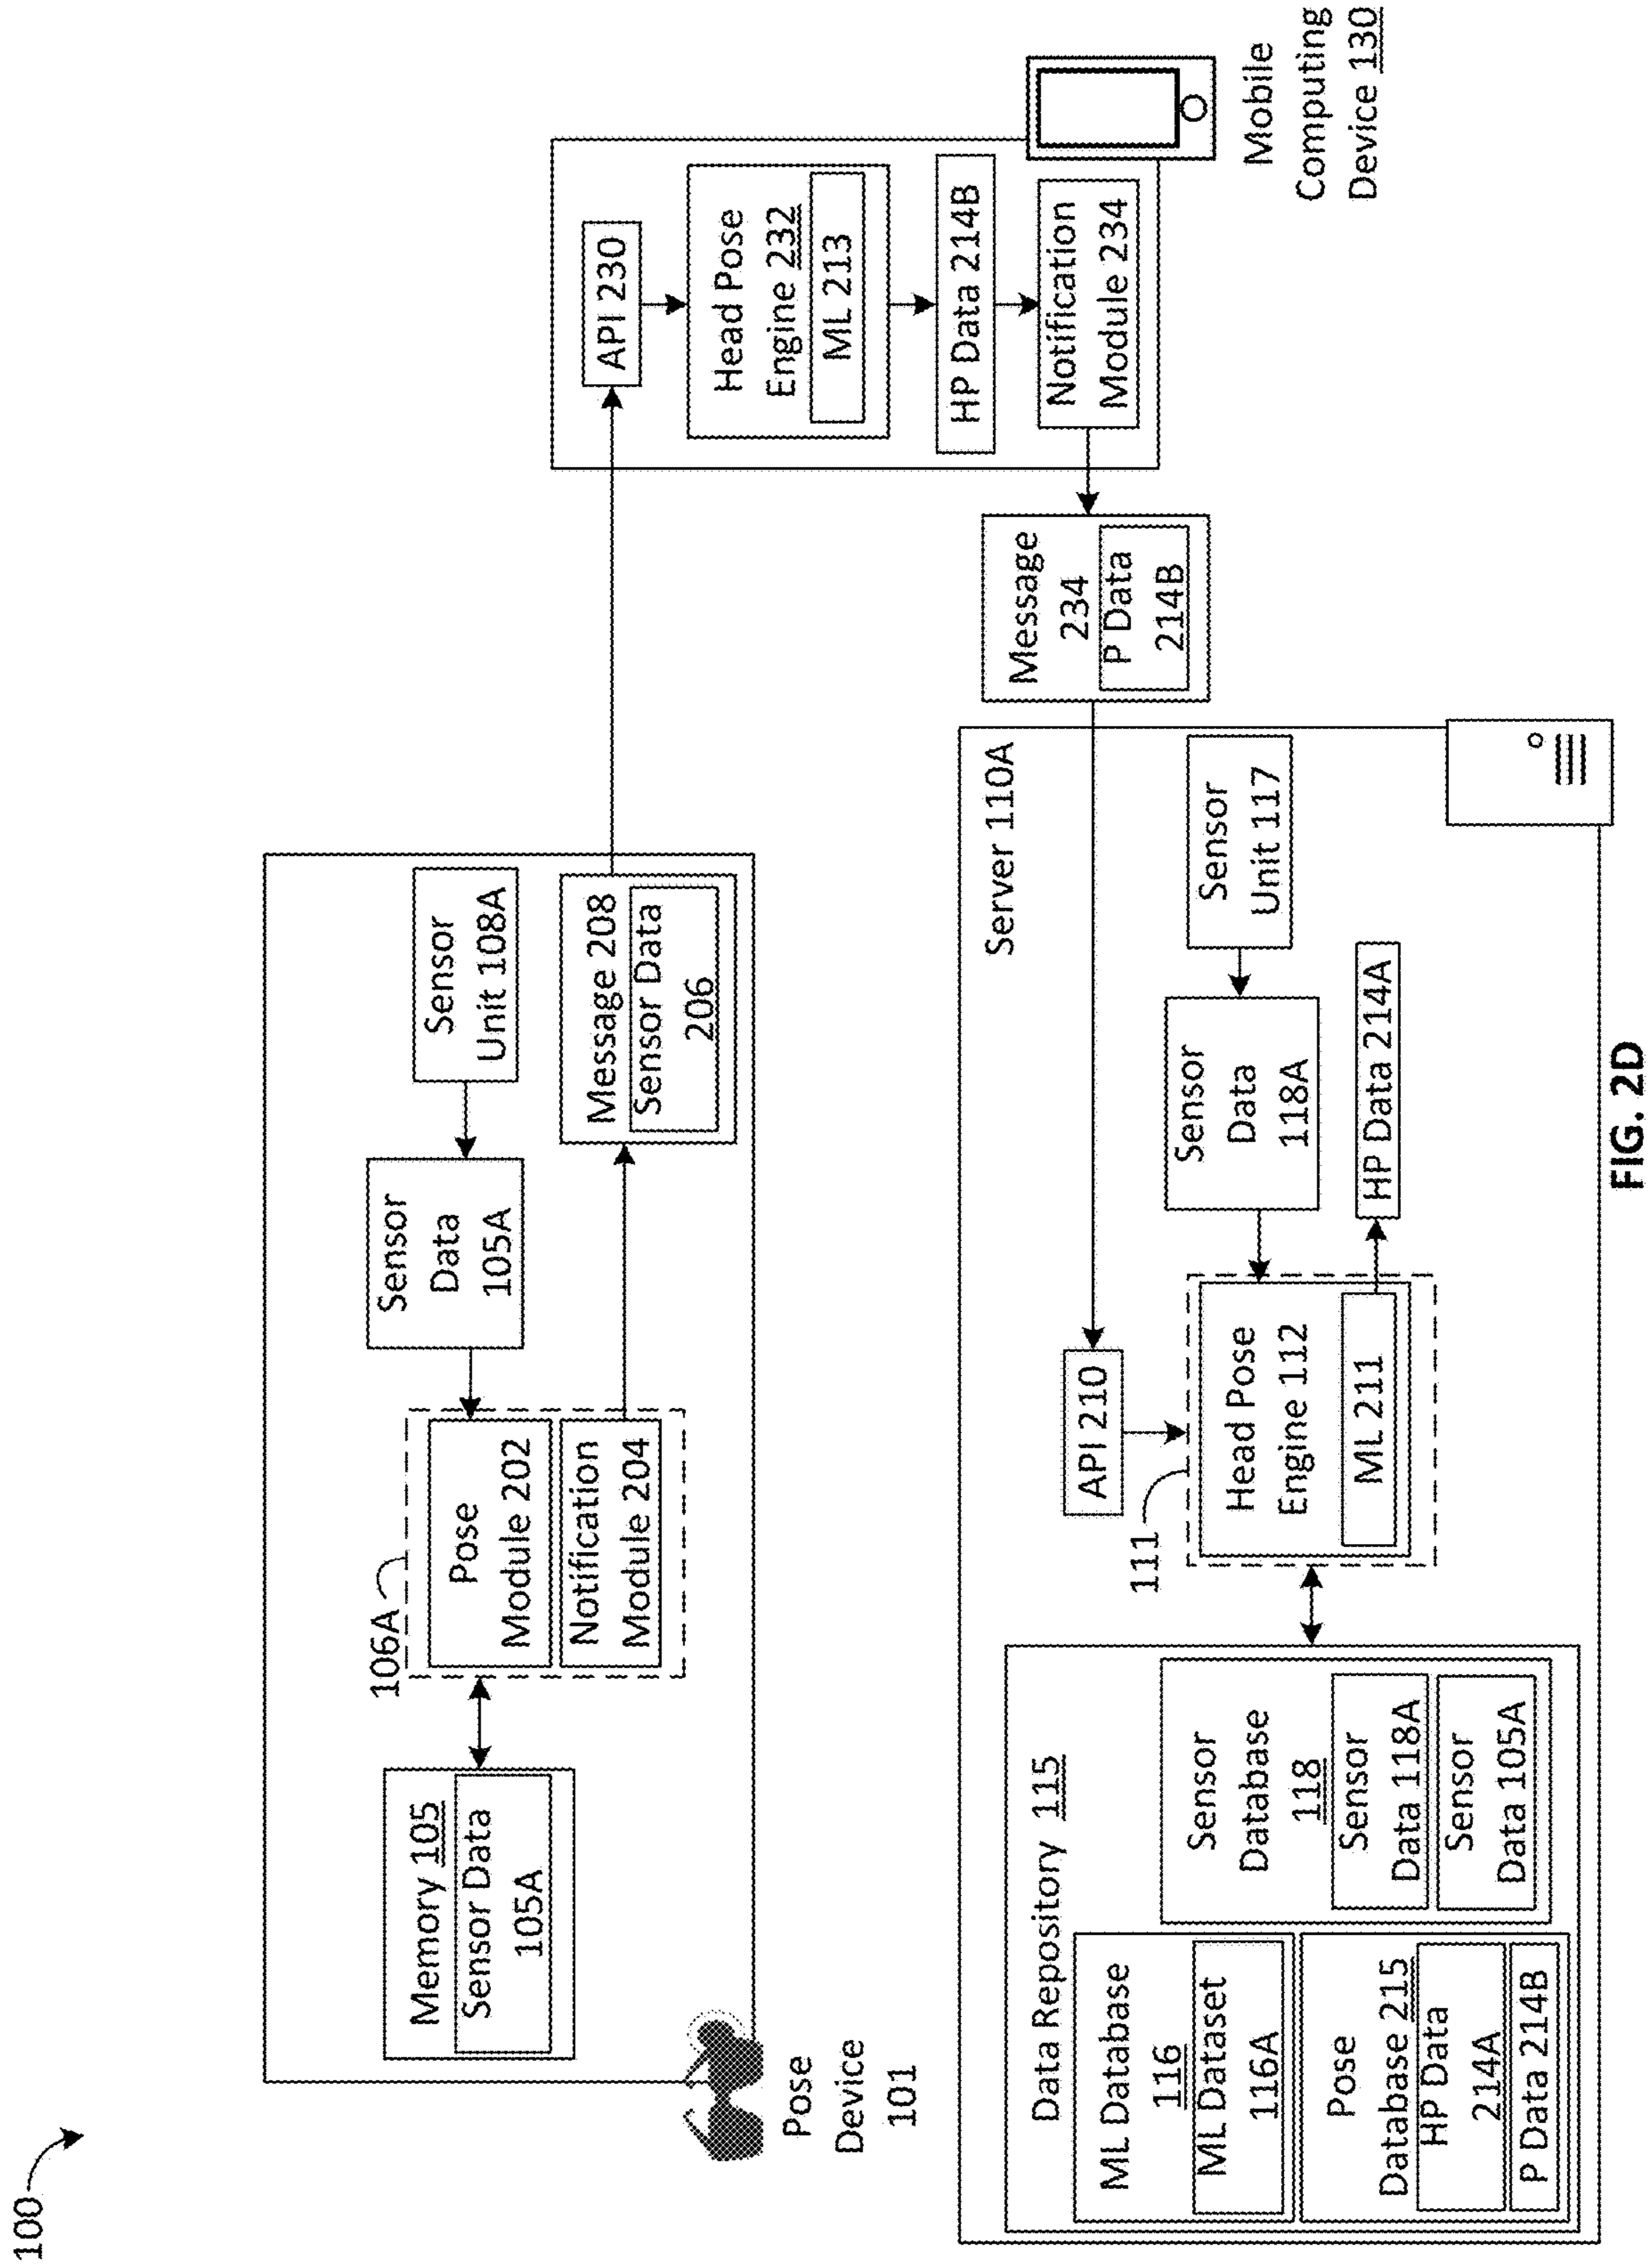 100
Memory 105
Sensor Data
105A
106A
Pose
Module 202
Notification
Module 204
Sensor
Data
105A
Sensor
Unit 108A
Message 208
Sensor Data
206
Pose
Device
101
API 230
Head Pose
Engine 232
ML 213
HP Data 214B
Notification
Module 234
Mobile
Computing
Device 130
Message
234
P Data
214B
Server 110A
Data Repository 115
ML Database
116
ML Dataset
116A
Pose
Database 215
HP Data
214A
P Data 214B
Sensor
Database
118
Sensor
Data 118A
Sensor
Data 105A
111
API 210
Head Pose
Engine 112
ML 211
Sensor
Data
118A
Sensor
Unit 117
HP Data 214A
FIG. 2D